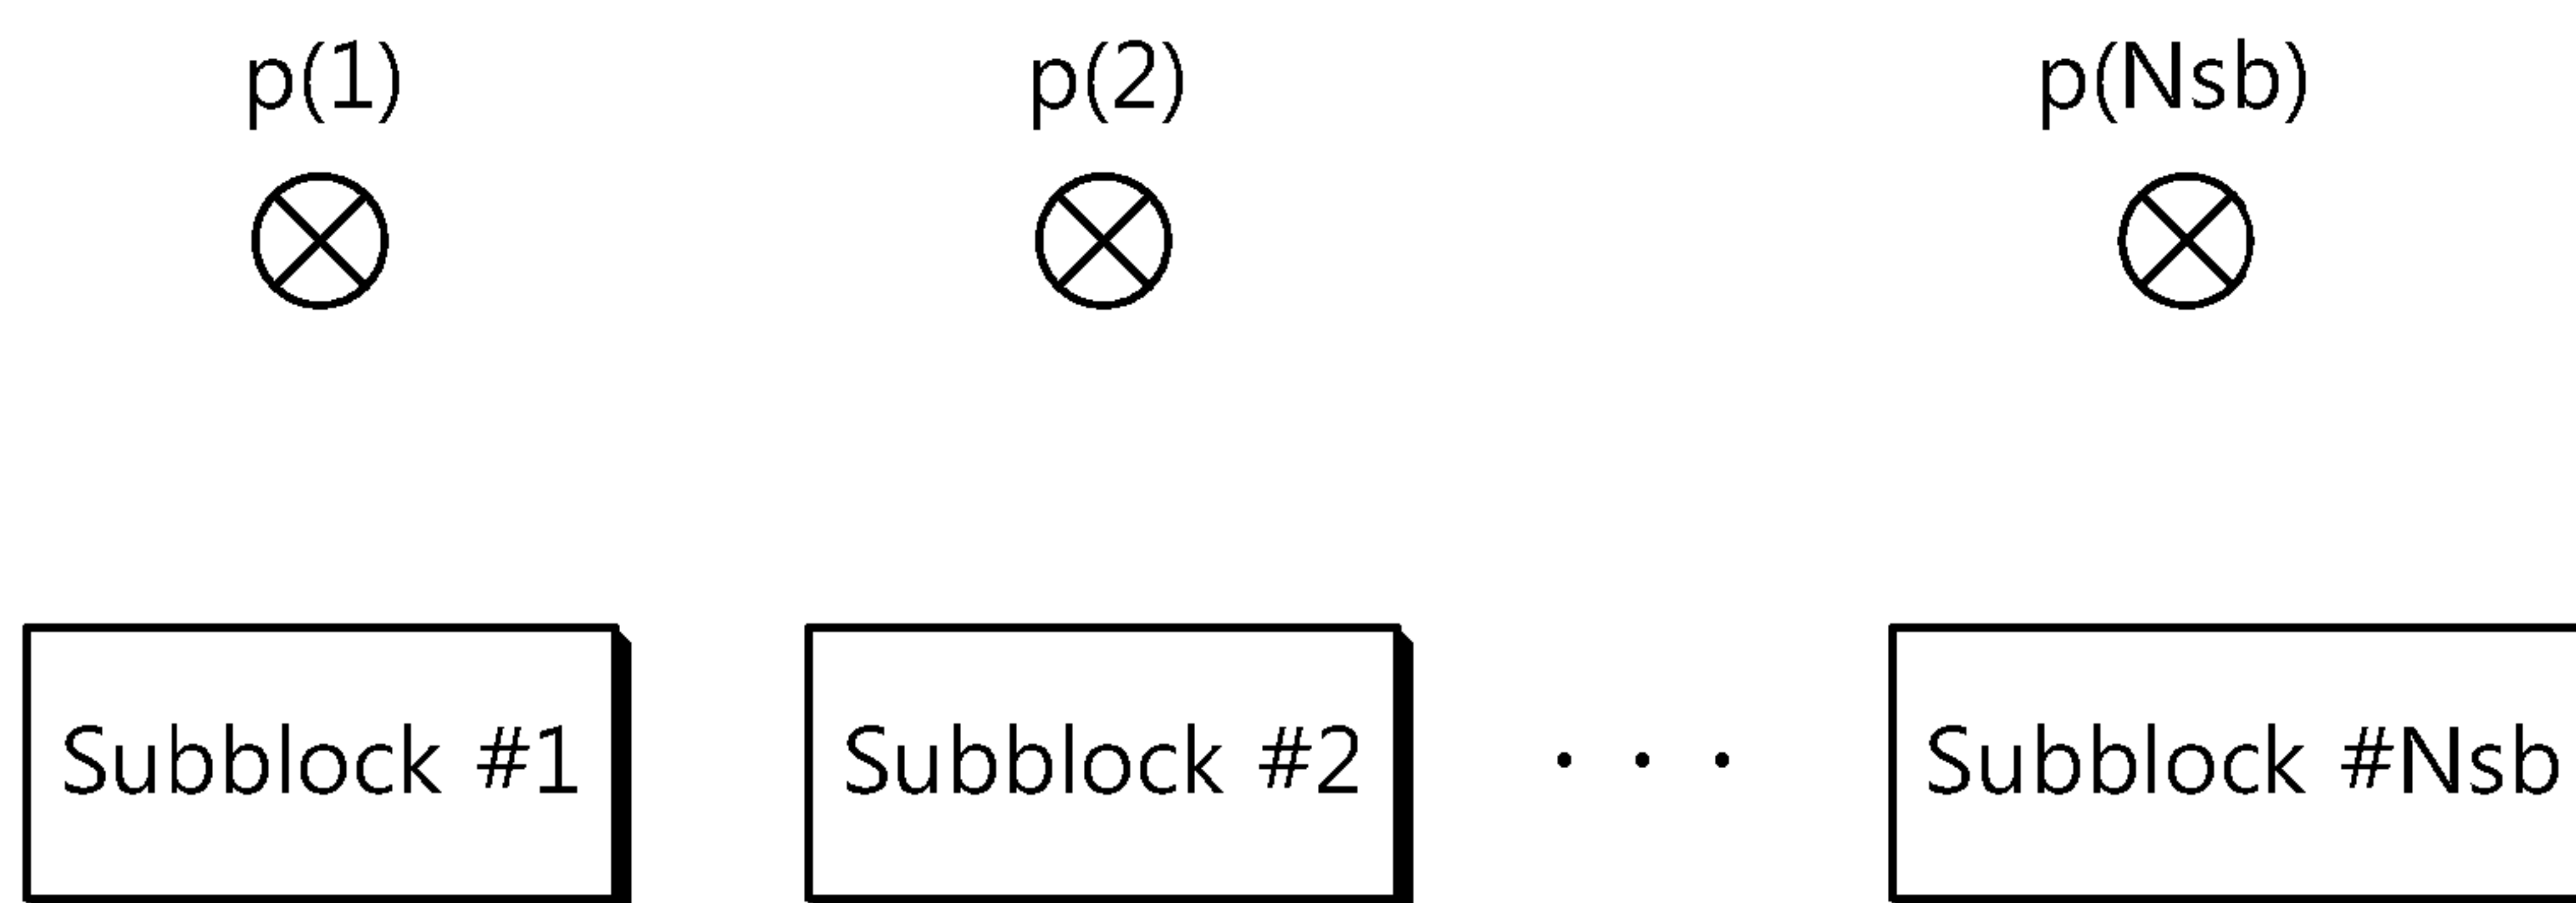 p(1) p(2) p(Nsb)
Subblock #1 Subblock #2 . . . Subblock #Nsb